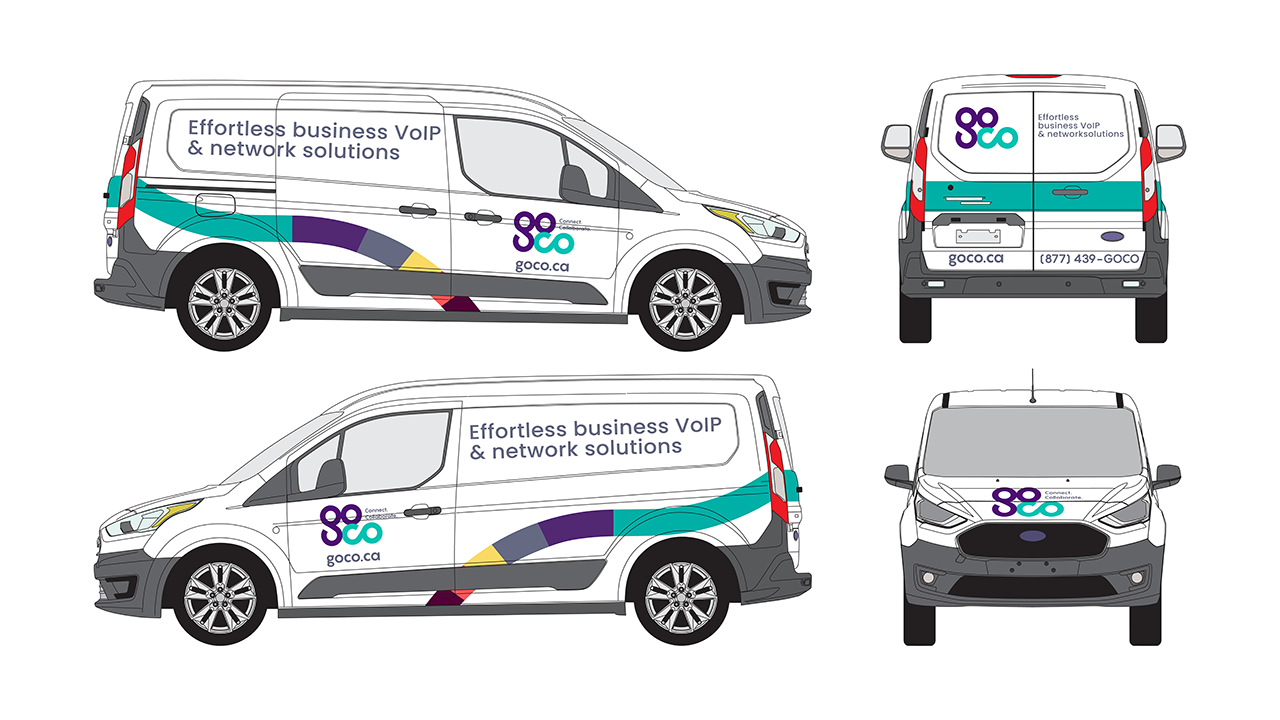 Effortless business VoIP
& network solutions
goco
Connect.
Collaborate.
goco.ca
goco
Effortless
business VoIP
& networksolutions
goco.ca
(877) 439-GOCO
Effortless business VoIP
& network solutions
goco
Connect.
Collaborate.
goco.ca
goco
Connect.
Collaborate.